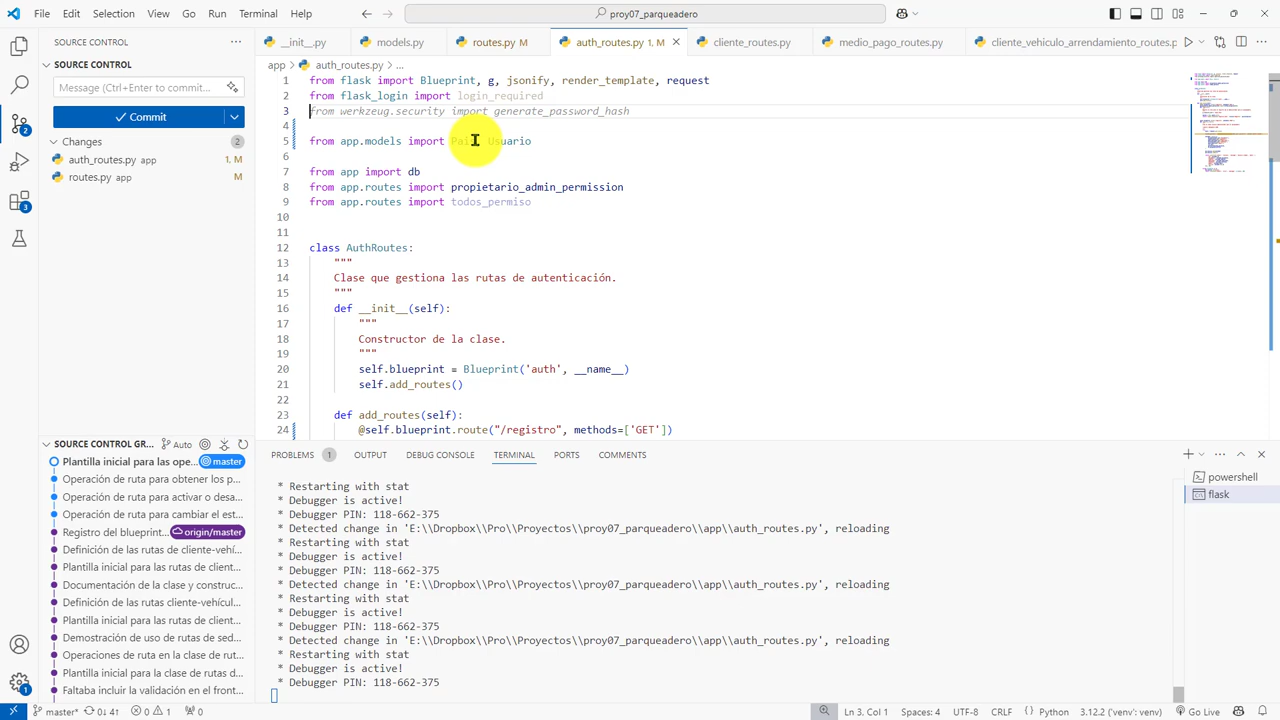 File Edit Selection View Go Run Terminal Help
proy07_parqueadero
SOURCE CONTROL
__init__.py
models.py
routes.py M
auth_routes.py 1, M
cliente_routes.py
medio_pago_routes.py
cliente_vehiculo_arrendamiento_routes.p
SOURCE CONTROL
Message (Ctrl+Enter to commit...
Commit
Changes
2
auth_routes.py app 1, M
routes.py app M
app > auth_routes.py > ...
1 from flask import Blueprint, g, jsonify, render_template, request
2 from flask_login import login_required
3 from werkzeug.security import generate_password_hash
4
5 from app.models import
6
7 from app import db
8 from app.routes import propietario_admin_permission
9 from app.routes import todos_permiso
10
11
12 class AuthRoutes:
13 """
14 Clase que gestiona las rutas de autenticación.
15 """
16 def __init__(self):
17 """
18 Constructor de la clase.
19 """
20 self.blueprint = Blueprint('auth', __name__)
21 self.add_routes()
22
23 def add_routes(self):
24 @self.blueprint.route("/registro", methods=['GET'])
SOURCE CONTROL GR... Auto
Plantilla inicial para las ope... master
Operación de ruta para obtener los p...
Operación de ruta para activar o desa...
Operación de ruta para cambiar el est...
Registro del blueprint... origin/master
Definición de las rutas de cliente-vehí...
Plantilla inicial para las rutas de client...
Documentación de la clase y construc...
Definición de las rutas cliente-vehícul...
Plantilla inicial para las rutas de client...
Demostración de uso de rutas de sed...
Operaciones de ruta en la clase de rut...
Plantilla inicial para la clase de rutas d...
Faltaba incluir la validación en el front...
PROBLEMS 1 OUTPUT DEBUG CONSOLE TERMINAL PORTS COMMENTS
powershell
flask
* Restarting with stat
* Debugger is active!
* Debugger PIN: 118-662-375
* Detected change in 'E:\\Dropbox\\Pro\\Proyectos\\proy07_parqueadero\\app\\auth_routes.py', reloading
* Restarting with stat
* Debugger is active!
* Debugger PIN: 118-662-375
* Detected change in 'E:\\Dropbox\\Pro\\Proyectos\\proy07_parqueadero\\app\\auth_routes.py', reloading
* Restarting with stat
* Debugger is active!
* Debugger PIN: 118-662-375
* Detected change in 'E:\\Dropbox\\Pro\\Proyectos\\proy07_parqueadero\\app\\auth_routes.py', reloading
* Restarting with stat
* Debugger is active!
* Debugger PIN: 118-662-375
2
3
1
master* 0↓ 4↑ 0 1 0 Ln 3, Col 1 Spaces: 4 UTF-8 CRLF Python 3.12.2 ('venv': venv) Go Live